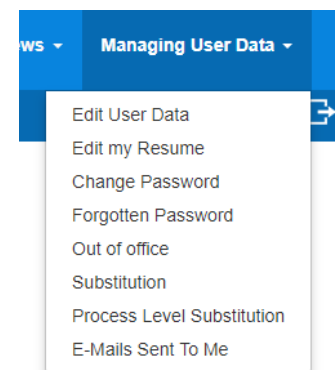 ews Managing User Data
Edit User Data
Edit my Resume
Change Password
Forgotten Password
Out of office
Substitution
Process Level Substitution
E-Mails Sent To Me